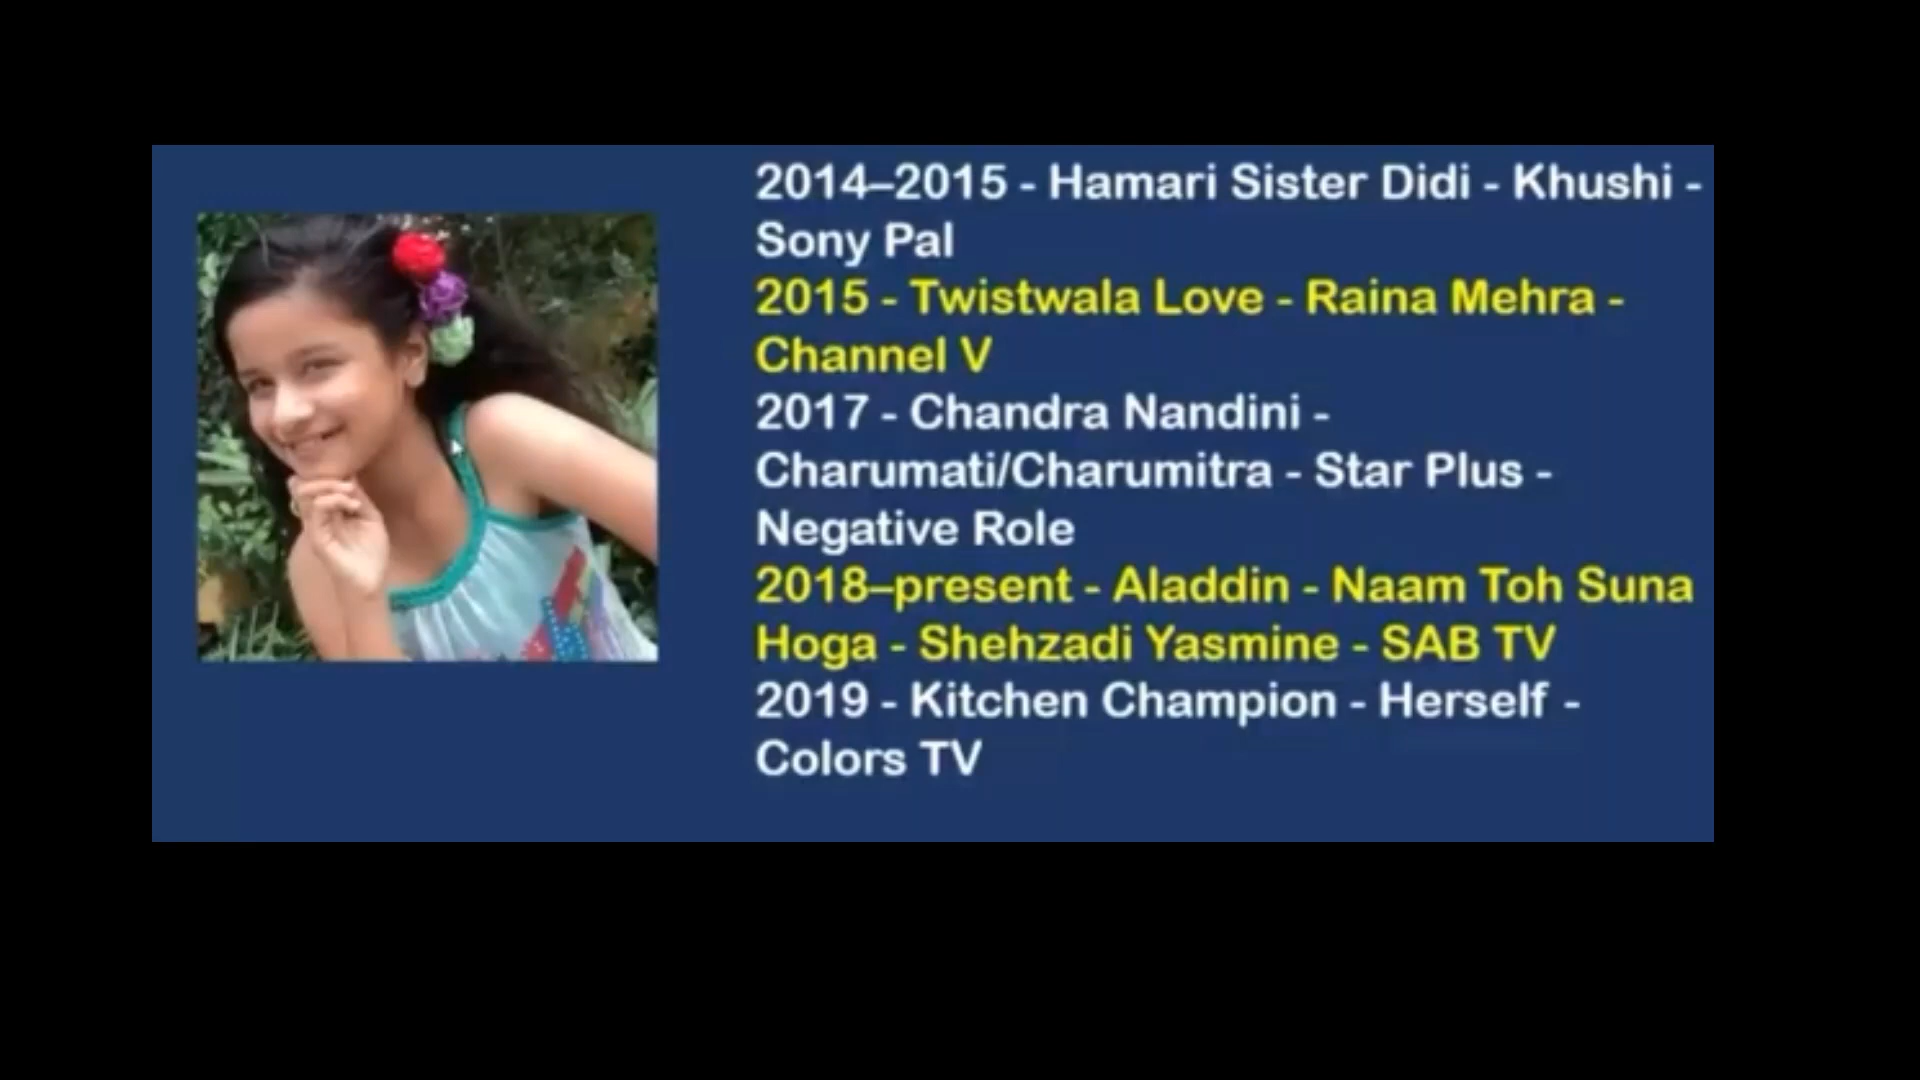 2014–2015 - Hamari Sister Didi - Khushi -
Sony Pal
2015 - Twistwala Love - Raina Mehra -
Channel V
2017 - Chandra Nandini -
Charumati/Charumitra - Star Plus -
Negative Role
2018–present - Aladdin - Naam Toh Suna
Hoga - Shehzadi Yasmine - SAB TV
2019 - Kitchen Champion - Herself -
Colors TV